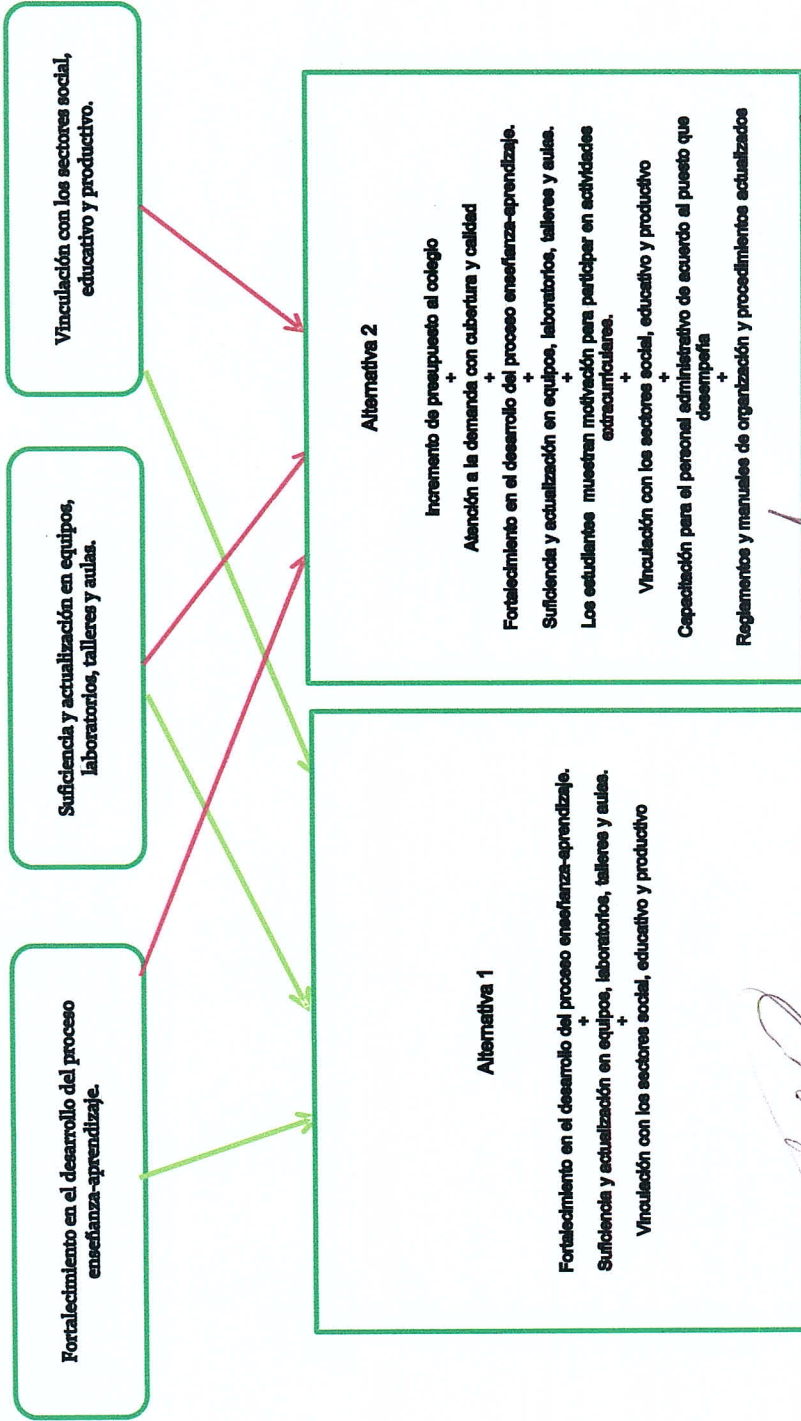 Fortalecimiento en el desarrollo del proceso
enseñanza-aprendizaje.
Suficiencia y actualización en equipos,
laboratorios, talleres y aulas.
Vinculación con los sectores social,
educativo y productivo.
Alternativa 1
Fortalecimiento en el desarrollo del proceso enseñanza-aprendizaje.
+
Suficiencia y actualización en equipos, laboratorios, talleres y aulas.
+
Vinculación con los sectores social, educativo y productivo
Alternativa 2
Incremento de presupuesto al colegio
+
Atención a la demanda con cubertura y calidad
+
Fortalecimiento en el desarrollo del proceso enseñanza-aprendizaje.
+
Suficiencia y actualización en equipos, laboratorios, talleres y aulas.
+
Los estudiantes muestran motivación para participar en actividades
extracurriculares.
+
Vinculación con los sectores social, educativo y productivo
+
Capacitación para el personal administrativo de acuerdo al puesto que
desempeña
+
Reglamentos y manuales de organización y procedimientos actualizados